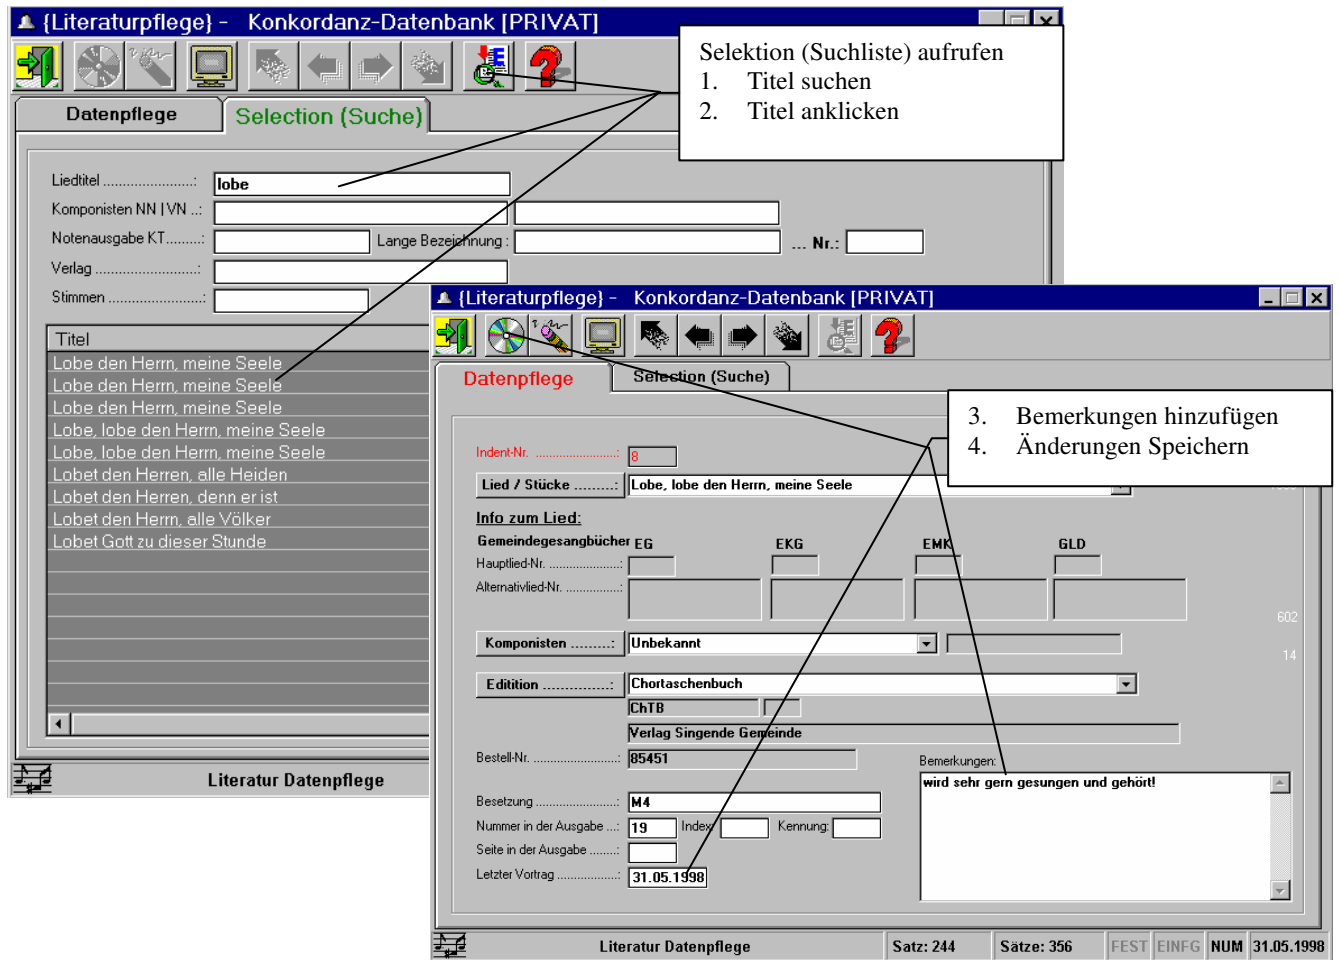 {Literaturpflege} - Konkordanz-Datenbank [PRIVAT]
Selektion (Suchliste) aufrufen
1. Titel suchen
2. Titel anklicken
Datenpflege
Selection (Suche)
Liedtitel .......................: lobe
Komponisten NN | VN ..:
Notenausgabe KT.........: Lange Bezeichnung : ... Nr.:
Verlag ..........................:
Stimmen ........................:
Titel
Lobe den Herrn, meine Seele
Lobe den Herrn, meine Seele
Lobe den Herrn, meine Seele
Lobe, lobe den Herrn, meine Seele
Lobe, lobe den Herrn, meine Seele
Lobet den Herren, alle Heiden
Lobet den Herren, denn er ist
Lobet den Herrn, alle Völker
Lobet Gott zu dieser Stunde
Literatur Datenpflege
{Literaturpflege} - Konkordanz-Datenbank [PRIVAT]
Datenpflege
Selection (Suche)
3. Bemerkungen hinzufügen
4. Änderungen Speichern
Indent-Nr. .....................: 8
Lied / Stücke .........: Lobe, lobe den Herrn, meine Seele
Info zum Lied:
Gemeindegesangbücher EG EKG EMK GLD
Hauptlied-Nr. ...................:
Alternativlied-Nr. ..............:
602
Komponisten .........: Unbekannt
14
Editition ...............: Chortaschenbuch
ChTB
Verlag Singende Gemeinde
Bestell-Nr. ......................: 85451
Bemerkungen:
wird sehr gern gesungen und gehört!
Besetzung .....................: M4
Nummer in der Ausgabe ...: 19 Index: Kennung:
Seite in der Ausgabe ........:
Letzter Vortrag ................: 31.05.1998
Literatur Datenpflege Satz: 244 Sätze: 356 FEST EINFG NUM 31.05.1998